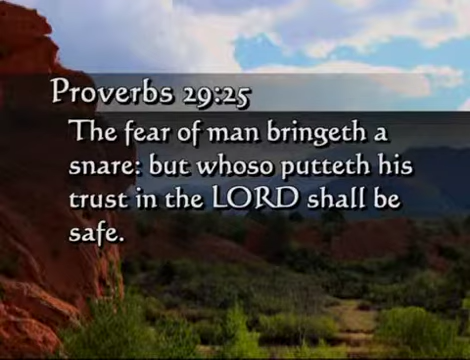 Proverbs 29:25
The fear of man bringeth a
snare: but whoso putteth his
trust in the LORD shall be
safe.